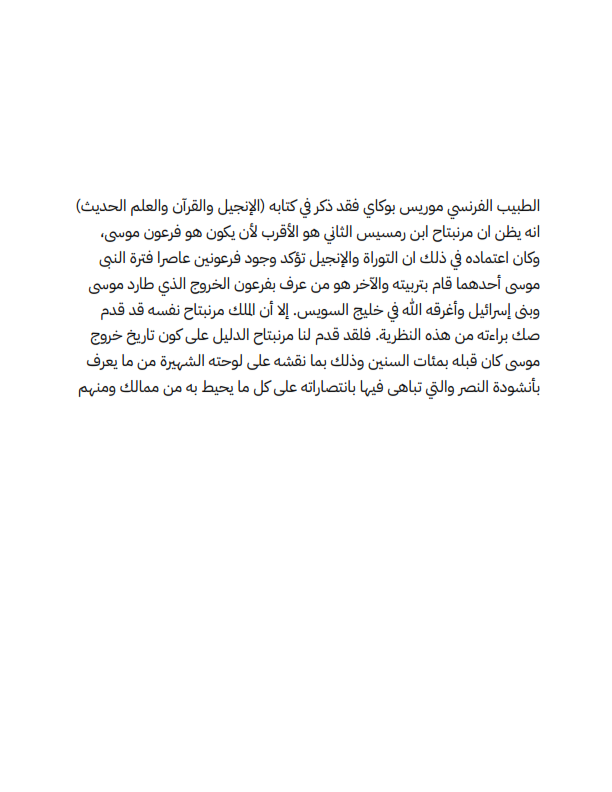 الطبيب الفرنسي موريس بوكاي فقد ذكر في كتابه (الإنجيل والقرآن والعلم الحديث)
انه يظن ان مرنبتاح ابن رمسيس الثاني هو الأقرب لأن يكون هو فرعون موسى،
وكان اعتماده في ذلك ان التوراة والإنجيل تؤكد وجود فرعونين عاصرا فترة النبى
موسى أحدهما قام بتربيته والآخر هو من عرف بفرعون الخروج الذي طارد موسى
وبنى إسرائيل وأغرقه الله في خليج السويس. إلا أن الملك مرنبتاح نفسه قد قدم
صك براءته من هذه النظرية. فلقد قدم لنا مرنبتاح الدليل على كون تاريخ خروج
موسى كان قبله بمئات السنين وذلك بما نقشه على لوحته الشهيرة من ما يعرف
بأنشودة النصر والتي تباهى فيها بانتصاراته على كل ما يحيط به من ممالك ومنهم